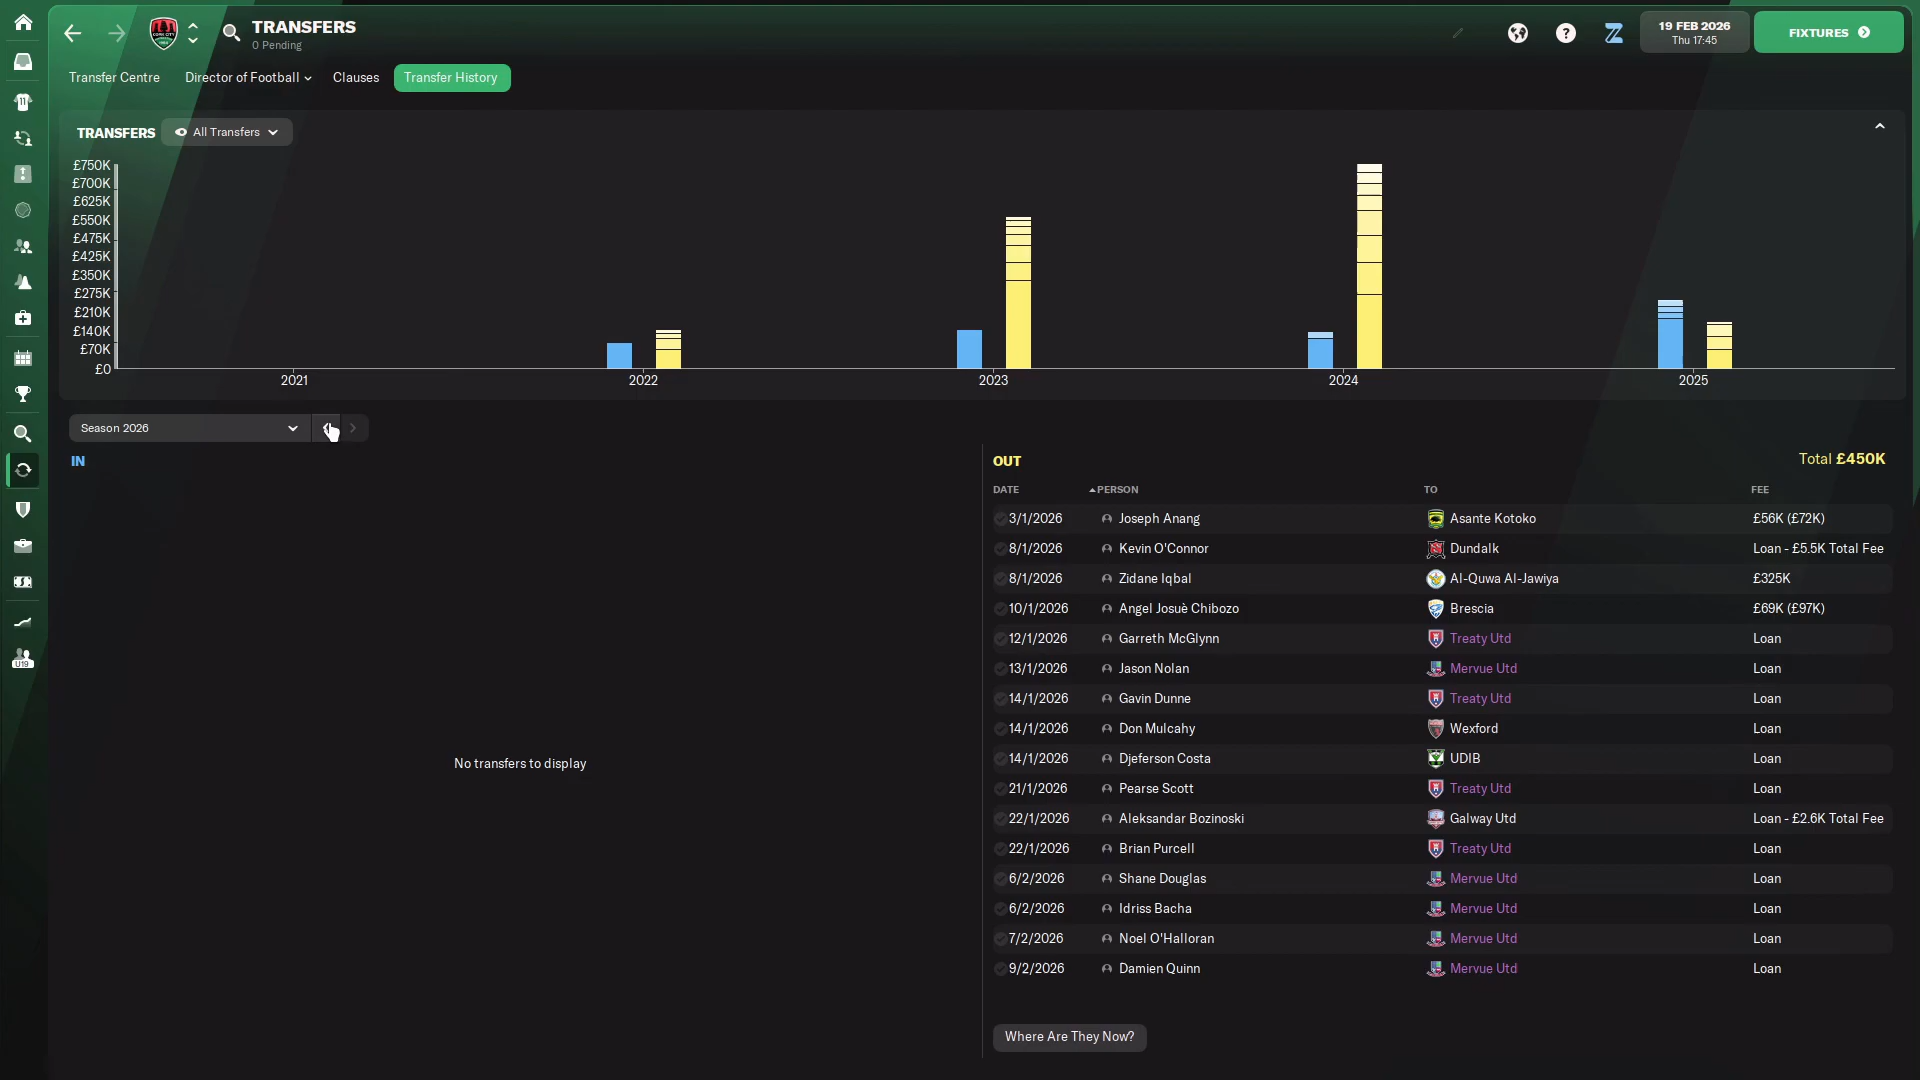 TRANSFERS
0 Pending
19 FEB 2026
Thu 17:45
FIXTURES
Transfer Centre
Director of Football
Clauses
Transfer History
TRANSFERS
All Transfers
£750K
£700K
£625K
£550K
£475K
£425K
£350K
£275K
£210K
£140K
£70K
£0
2021
2022
2023
2024
2025
Season 2026
IN
No transfers to display
OUT
Total £450K
DATE PERSON TO FEE
3/1/2026 Joseph Anang Asante Kotoko £56K (£72K)
8/1/2026 Kevin O'Connor Dundalk Loan - £5.5K Total Fee
8/1/2026 Zidane Iqbal Al-Quwa Al-Jawiya £325K
10/1/2026 Angel Josuè Chibozo Brescia £69K (£97K)
12/1/2026 Garreth McGlynn Treaty Utd Loan
13/1/2026 Jason Nolan Mervue Utd Loan
14/1/2026 Gavin Dunne Treaty Utd Loan
14/1/2026 Don Mulcahy Wexford Loan
14/1/2026 Djeferson Costa UDIB Loan
21/1/2026 Pearse Scott Treaty Utd Loan
22/1/2026 Aleksandar Bozinoski Galway Utd Loan - £2.6K Total Fee
22/1/2026 Brian Purcell Treaty Utd Loan
6/2/2026 Shane Douglas Mervue Utd Loan
6/2/2026 Idriss Bacha Mervue Utd Loan
7/2/2026 Noel O'Halloran Mervue Utd Loan
9/2/2026 Damien Quinn Mervue Utd Loan
Where Are They Now?
11
U19